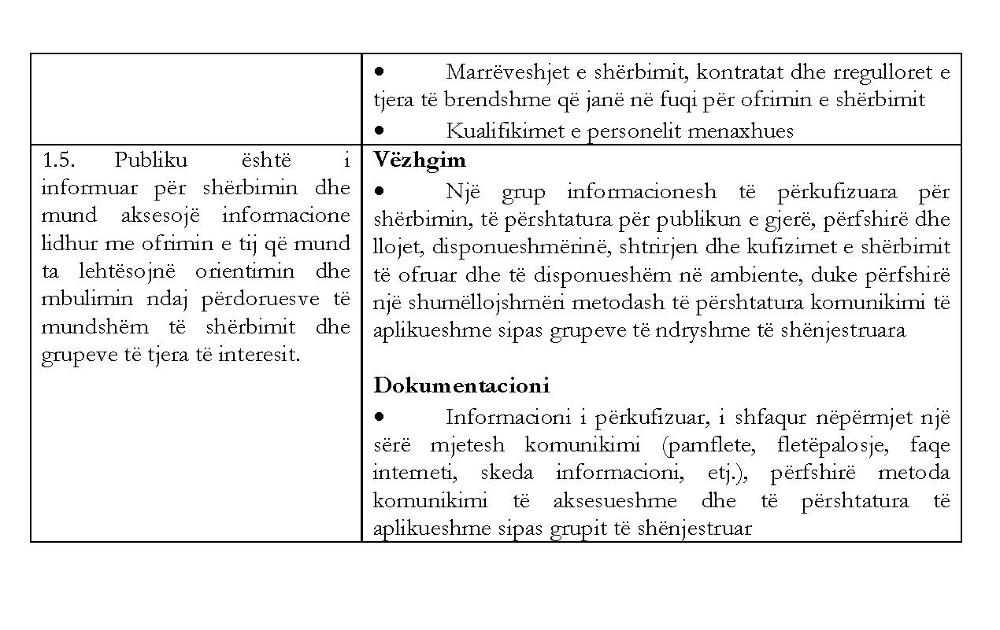 • Marrëveshjet e shërbimit, kontratat dhe rregulloret e
tjera të brendshme që janë në fuqi për ofrimin e shërbimit
• Kualifikimet e personelit menaxhues
1.5. Publiku është i
informuar për shërbimin dhe
mund aksesojë informacione
lidhur me ofrimin e tij që mund
ta lehtësojnë orientimin dhe
mbulimin ndaj përdoruesve të
mundshëm të shërbimit dhe
grupeve të tjera të interesit.
Vëzhgim
• Një grup informacionesh të përkufizuara për
shërbimin, të përshtatura për publikun e gjerë, përfshirë dhe
llojet, disponueshmërinë, shtrirjen dhe kufizimet e shërbimit
të ofruar dhe të disponueshëm në ambiente, duke përfshirë
një shumëllojshmëri metodash të përshtatura komunikimi të
aplikueshme sipas grupeve të ndryshme të shënjestruara
Dokumentacioni
• Informacioni i përkufizuar, i shfaqur nëpërmjet një
sërë mjetesh komunikimi (pamflete, fletëpalosje, faqe
interneti, skeda informacioni, etj.), përfshirë metoda
komunikimi të aksesueshme dhe të përshtatura të
aplikueshme sipas grupit të shënjestruar